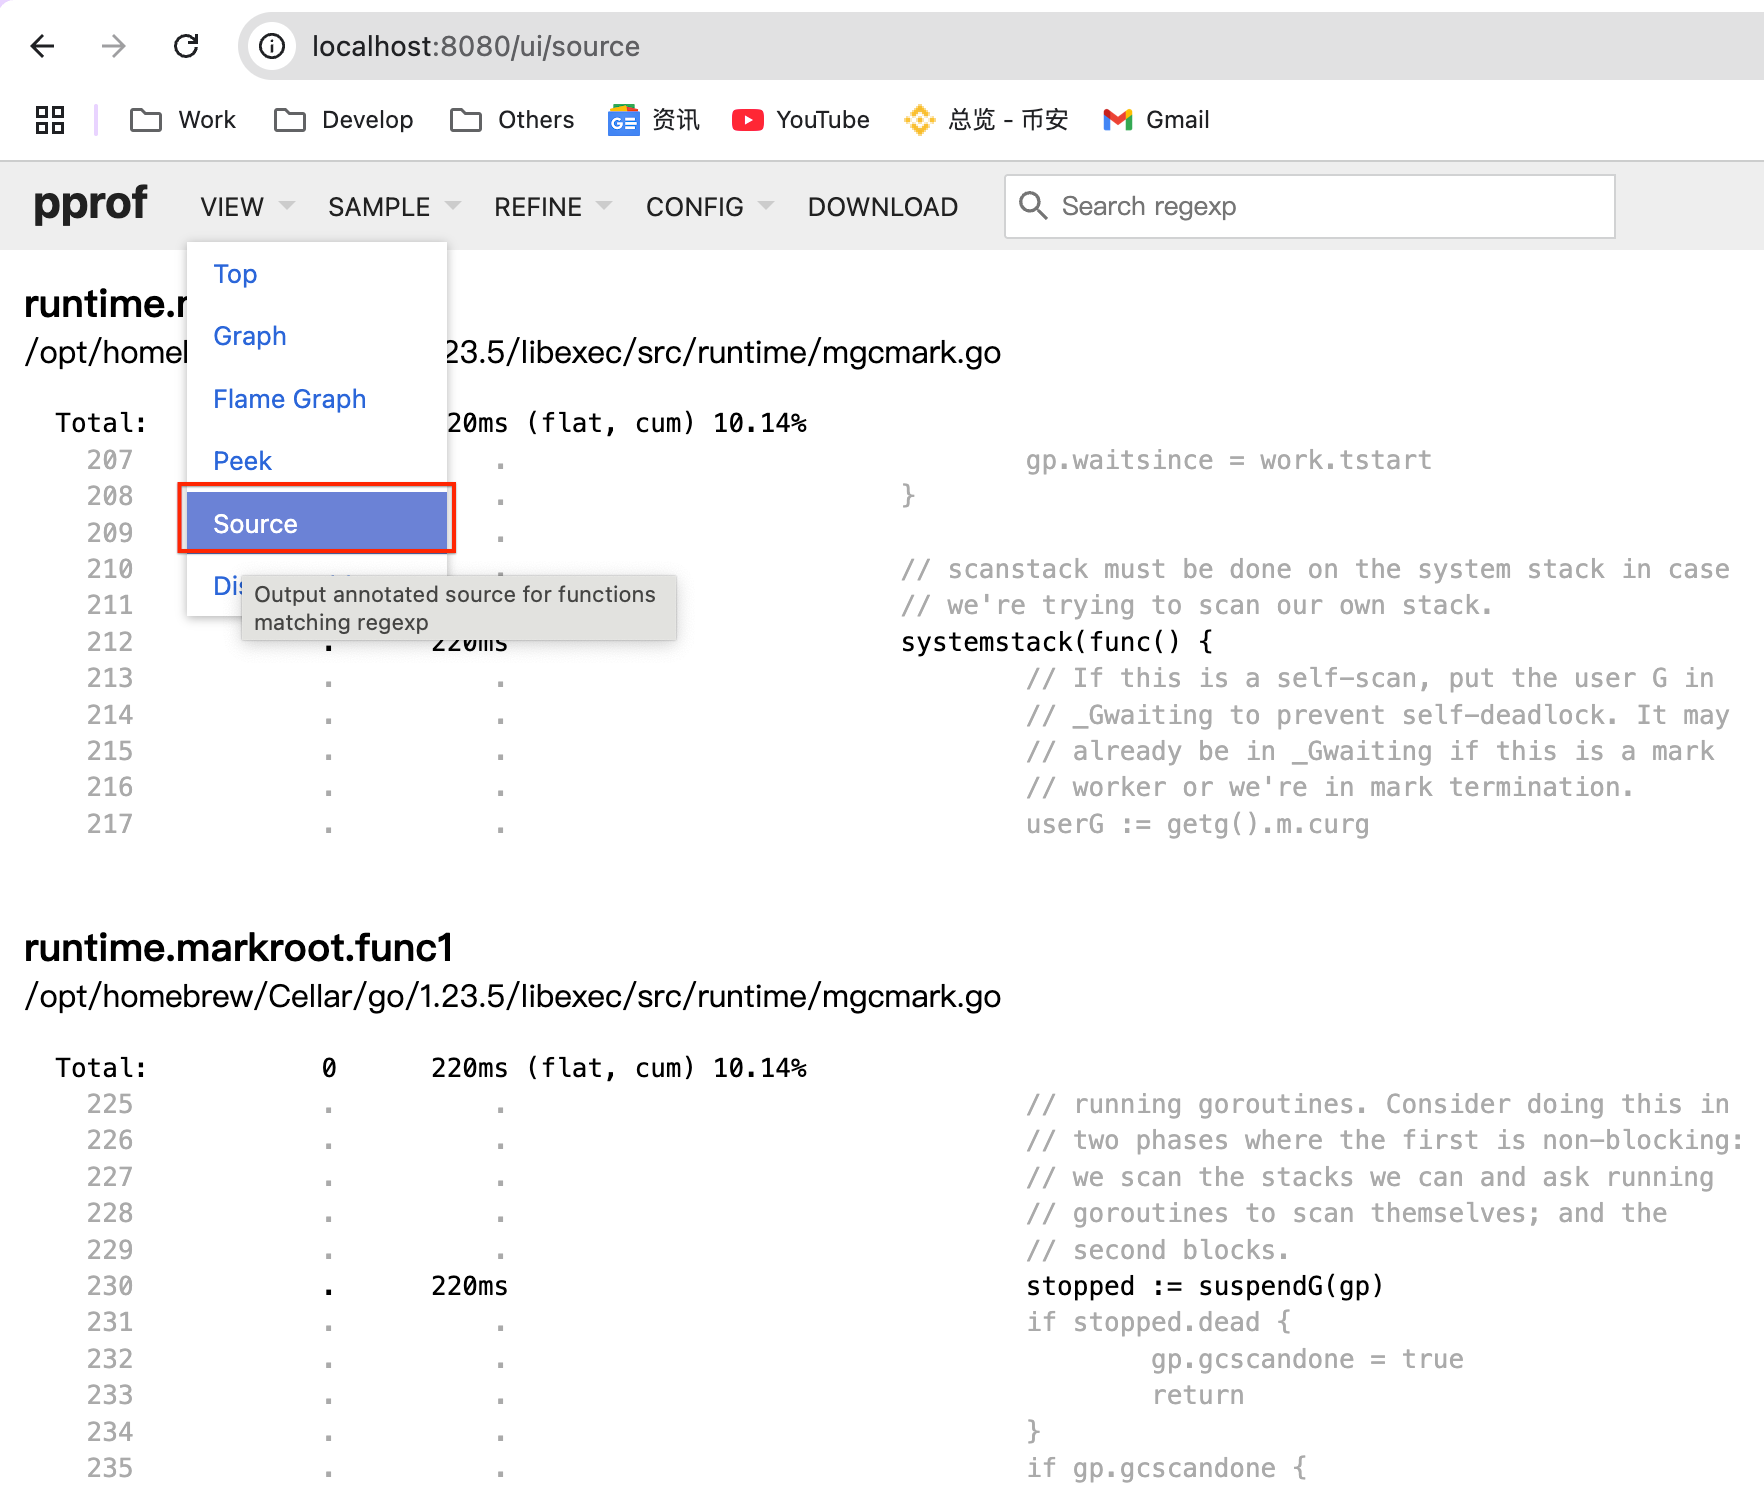 localhost:8080/ui/source
Work Develop Others 资讯 YouTube 总览 - 币安 Gmail
pprof VIEW SAMPLE REFINE CONFIG DOWNLOAD Search regexp
Top
Graph
Flame Graph
Peek
Source
Output annotated source for functions
matching regexp
runtime.
/opt/home 23.5/libexec/src/runtime/mgcmark.go
Total: 20ms (flat, cum) 10.14%
207 . gp.waitsince = work.tstart
208 . }
209 .
210 . // scanstack must be done on the system stack in case
211 // we're trying to scan our own stack.
212 . 220ms systemstack(func() {
213 . . // If this is a self-scan, put the user G in
214 . . // _Gwaiting to prevent self-deadlock. It may
215 . . // already be in _Gwaiting if this is a mark
216 . . // worker or we're in mark termination.
217 . . userG := getg().m.curg
runtime.markroot.func1
/opt/homebrew/Cellar/go/1.23.5/libexec/src/runtime/mgcmark.go
Total: 0 220ms (flat, cum) 10.14%
225 . . // running goroutines. Consider doing this in
226 . . // two phases where the first is non-blocking:
227 . . // we scan the stacks we can and ask running
228 . . // goroutines to scan themselves; and the
229 . . // second blocks.
230 . 220ms stopped := suspendG(gp)
231 . . if stopped.dead {
232 . . gp.gcscandone = true
233 . . return
234 . . }
235 . . if gp.gcscandone {